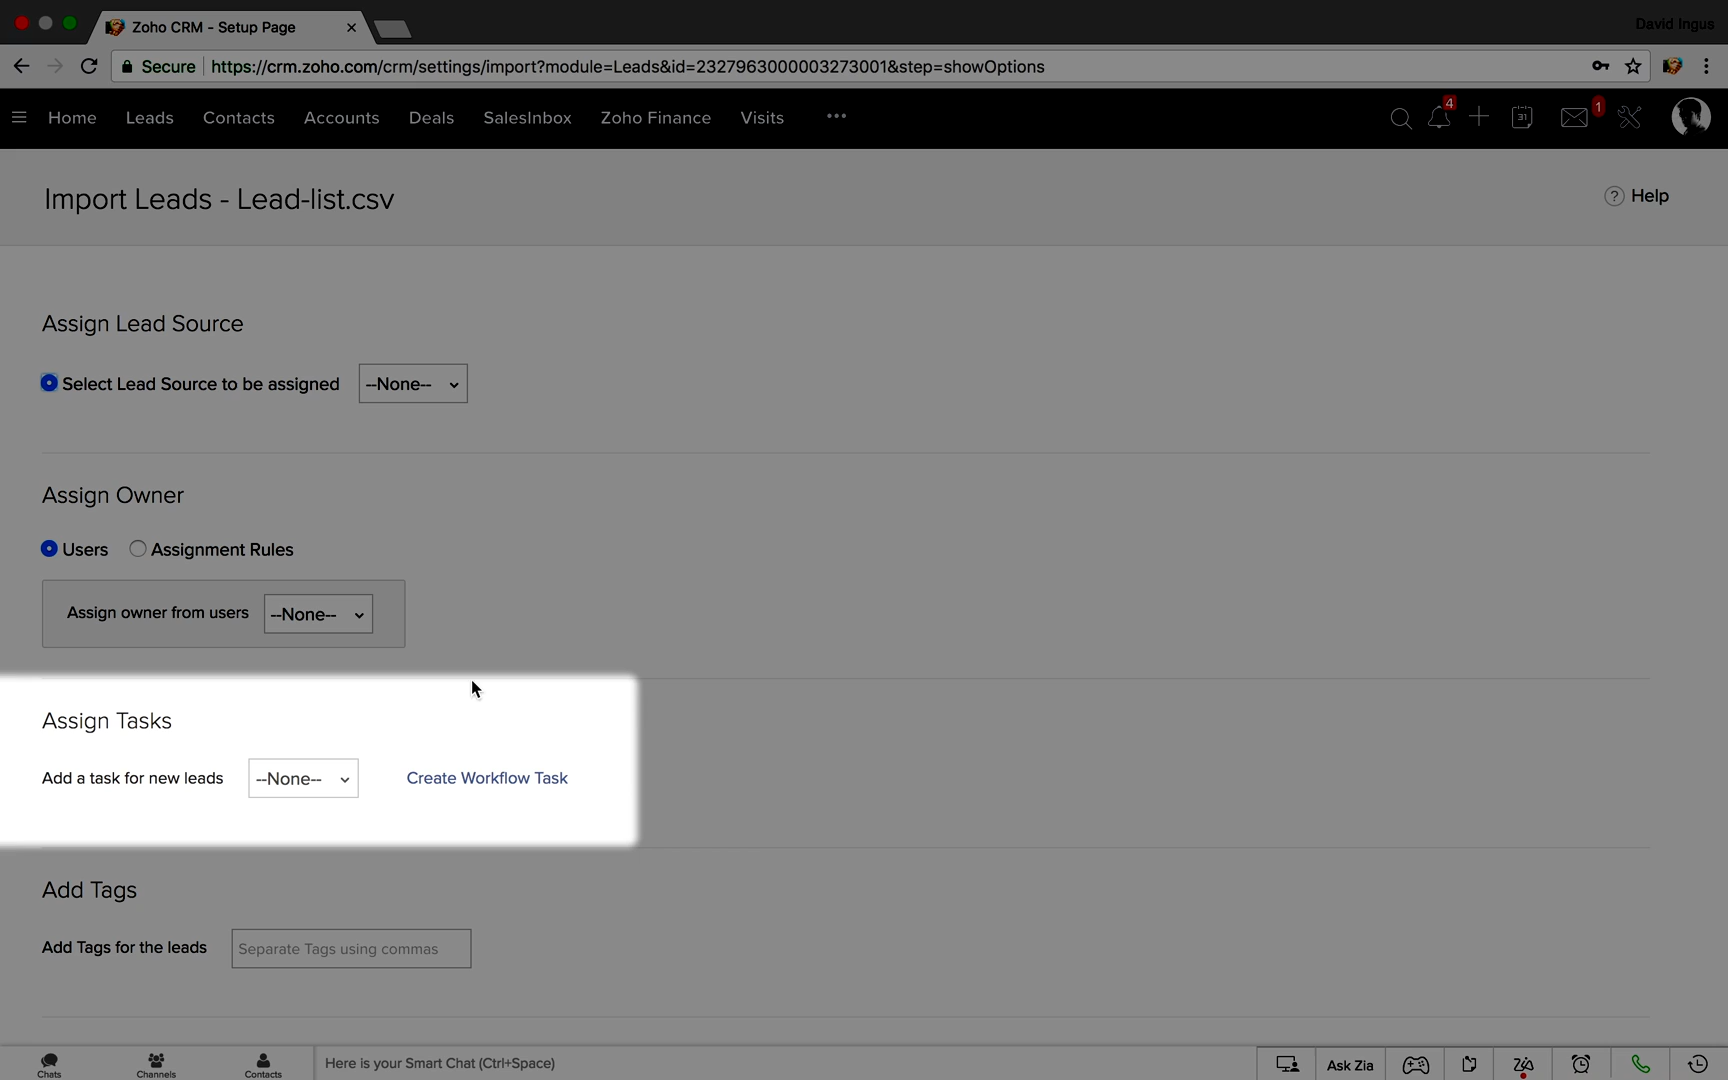 Zoho CRM - Setup Page
David Ingus
Secure https://crm.zoho.com/crm/settings/import?module=Leads&id=2327963000003273001&step=showOptions
Home Leads Contacts Accounts Deals SalesInbox Zoho Finance Visits ••• 4 31 1
Import Leads - Lead-list.csv
? Help
Assign Lead Source
Select Lead Source to be assigned --None--
Assign Owner
Users Assignment Rules
Assign owner from users --None--
Assign Tasks
Add a task for new leads --None-- Create Workflow Task
Add Tags
Add Tags for the leads Separate Tags using commas
Chats Channels Contacts Here is your Smart Chat (Ctrl+Space) Ask Zia